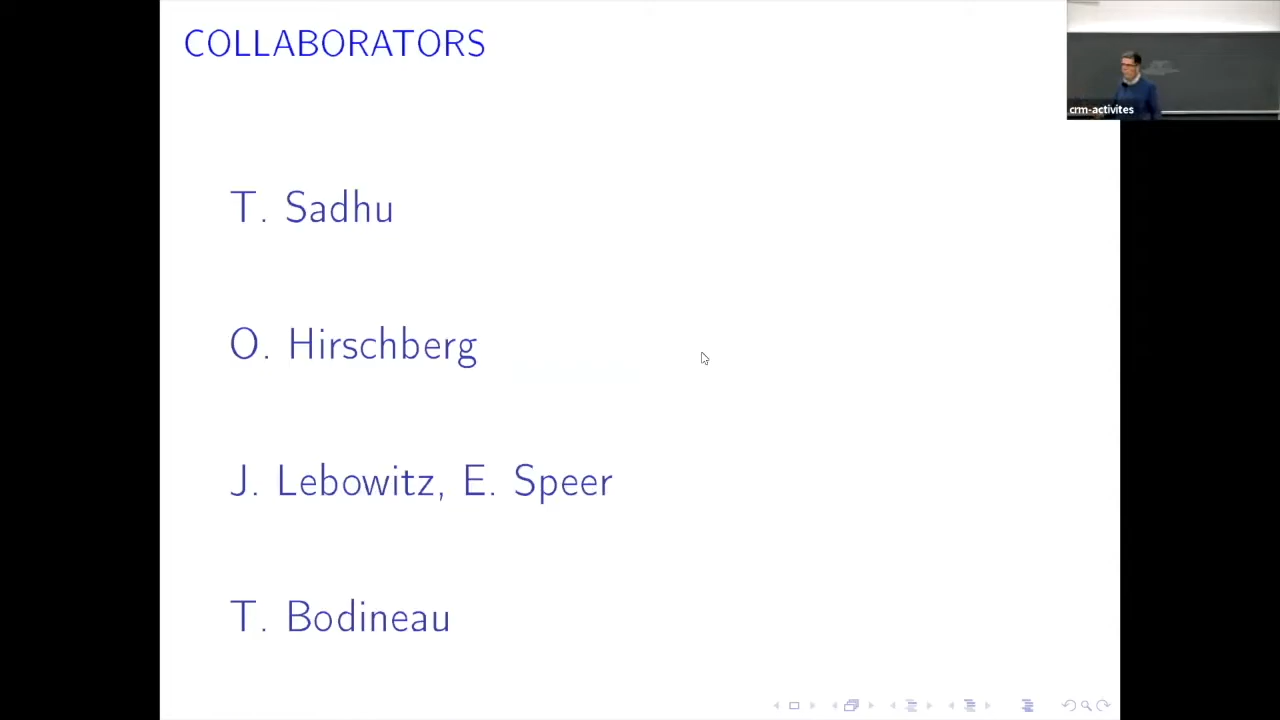 COLLABORATORS
crm-activites
T. Sadhu
O. Hirschberg
J. Lebowitz, E. Speer
T. Bodineau